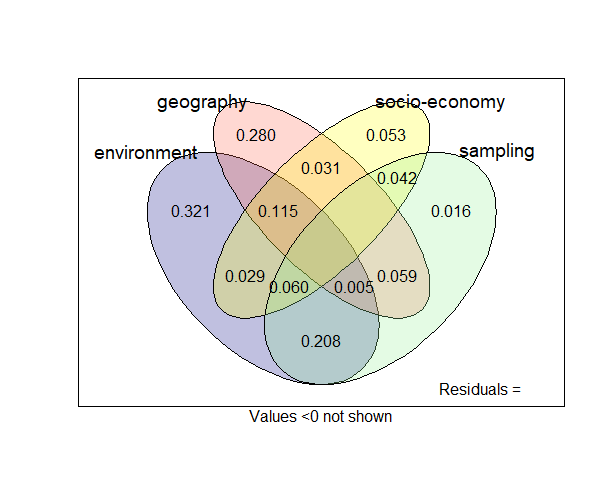 geography
socio-economy
environment
sampling
0.280
0.053
0.031
0.042
0.321
0.115
0.016
0.029
0.060
0.005
0.059
0.208
Residuals =
Values <0 not shown